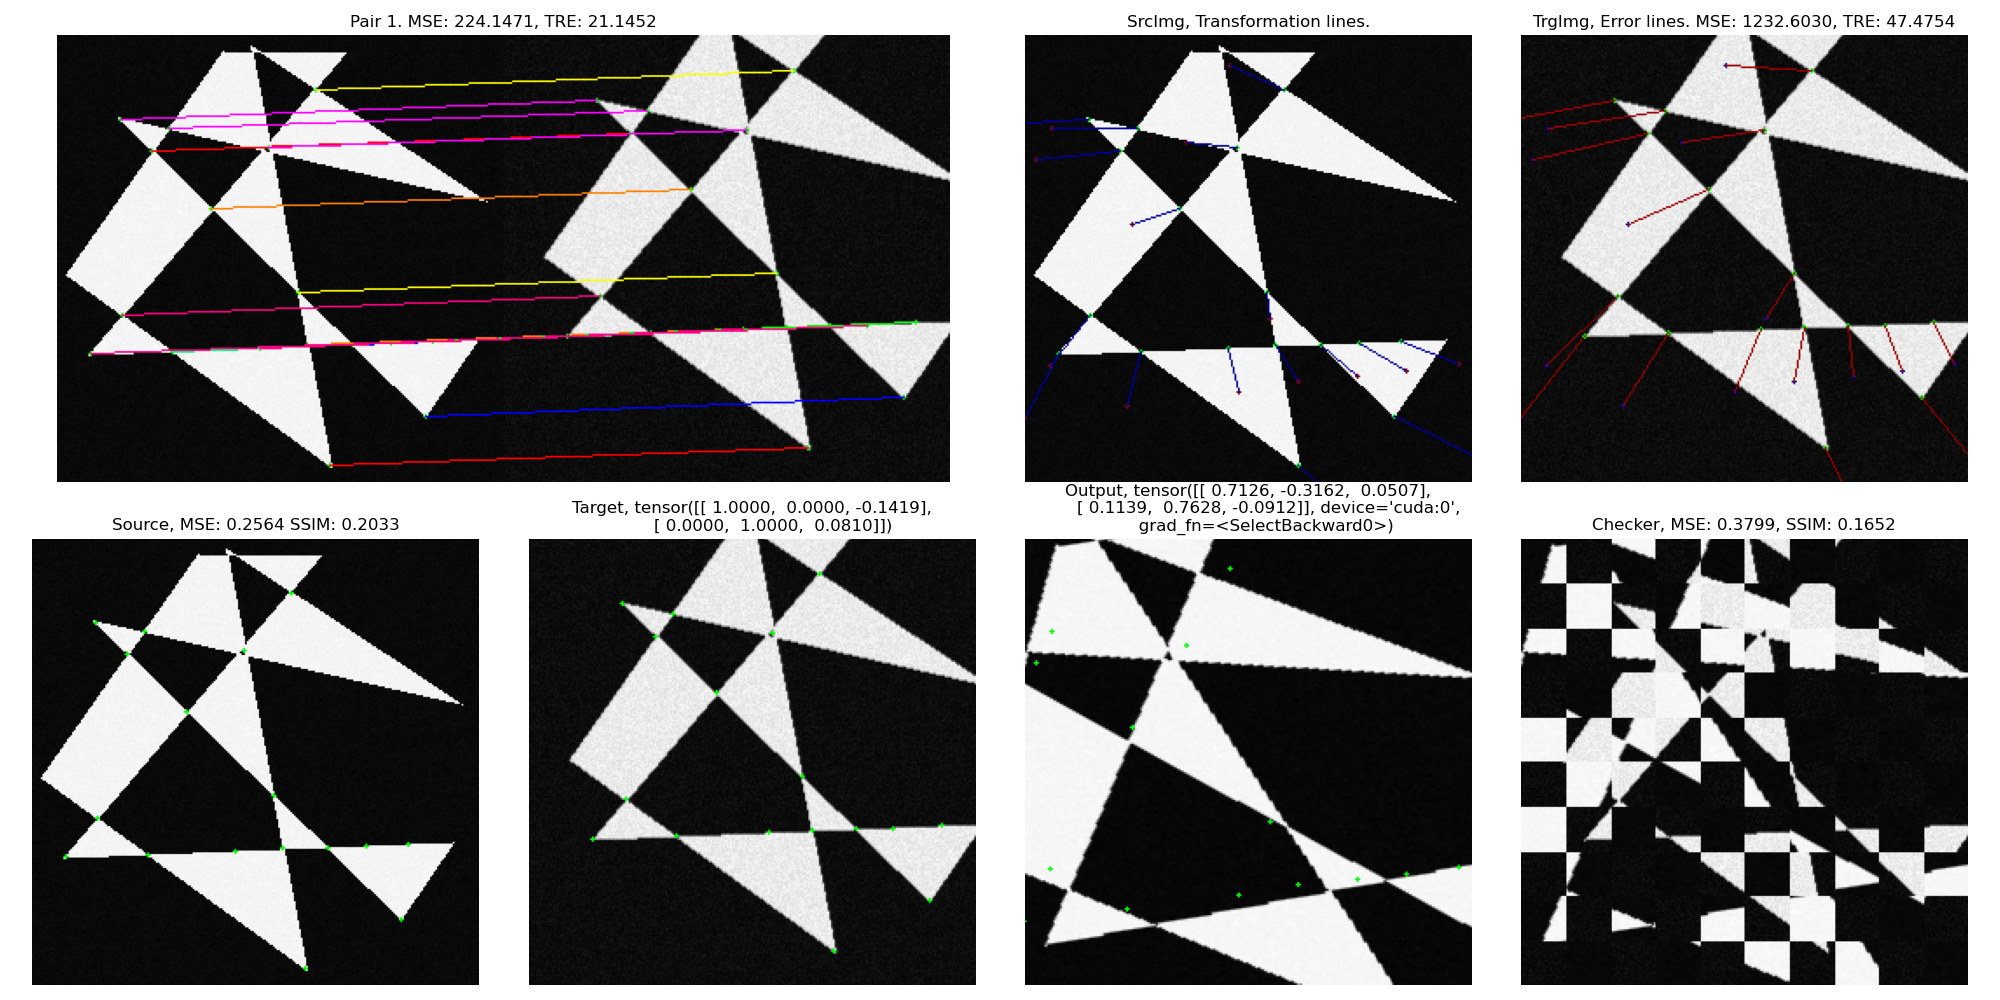 Pair 1. MSE: 224.1471, TRE: 21.1452
SrcImg, Transformation lines.
TrgImg, Error lines. MSE: 1232.6030, TRE: 47.4754
Source, MSE: 0.2564 SSIM: 0.2033
Target, tensor([[ 1.0000,  0.0000, -0.1419],
[ 0.0000,  1.0000,  0.0810]])
Output, tensor([[ 0.7126, -0.3162,  0.0507],
[ 0.1139,  0.7628, -0.0912]], device='cuda:0',
grad_fn=<SelectBackward0>)
Checker, MSE: 0.3799, SSIM: 0.1652